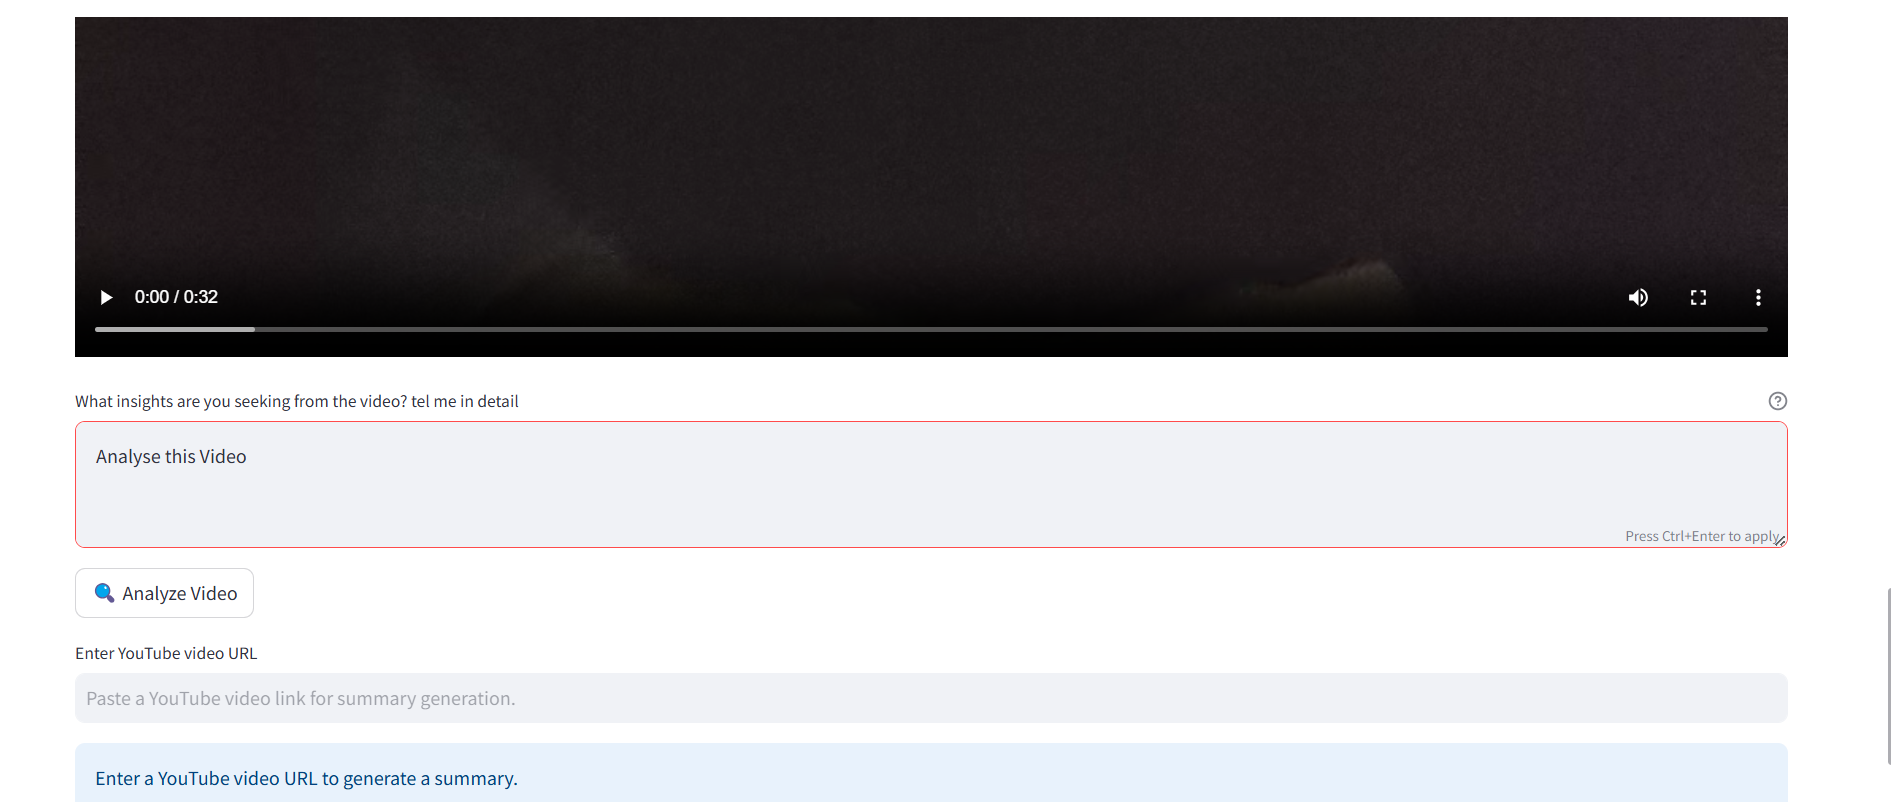 0:00 / 0:32
What insights are you seeking from the video? tel me in detail
Analyse this Video
Press Ctrl+Enter to apply
Analyze Video
Enter YouTube video URL
Paste a YouTube video link for summary generation.
Enter a YouTube video URL to generate a summary.